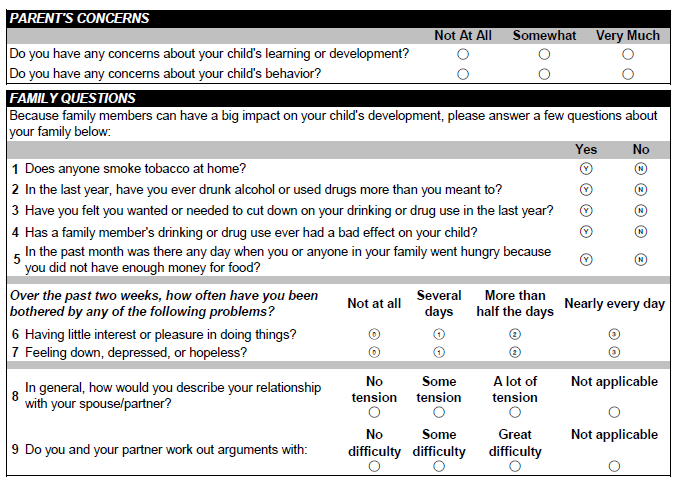 PARENT'S CONCERNS
Not At All Somewhat Very Much
Do you have any concerns about your child's learning or development?
Do you have any concerns about your child's behavior?
FAMILY QUESTIONS
Because family members can have a big impact on your child's development, please answer a few questions about
your family below:
Yes No
1 Does anyone smoke tobacco at home? Y N
2 In the last year, have you ever drunk alcohol or used drugs more than you meant to? Y N
3 Have you felt you wanted or needed to cut down on your drinking or drug use in the last year? Y N
4 Has a family member's drinking or drug use ever had a bad effect on your child? Y N
5 In the past month was there any day when you or anyone in your family went hungry because
you did not have enough money for food? Y N
Over the past two weeks, how often have you been
bothered by any of the following problems?
Not at all Several days More than half the days Nearly every day
6 Having little interest or pleasure in doing things? 0 1 2 3
7 Feeling down, depressed, or hopeless? 0 1 2 3
8 In general, how would you describe your relationship
with your spouse/partner?
No tension Some tension A lot of tension Not applicable
9 Do you and your partner work out arguments with:
No difficulty Some difficulty Great difficulty Not applicable